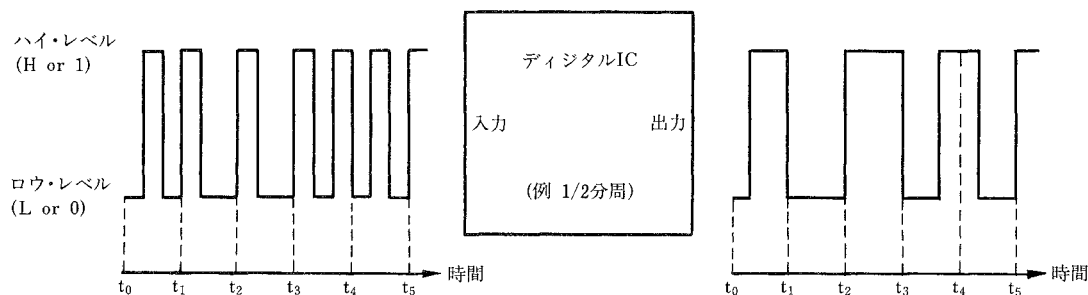 ハイ・レベル
(H or 1)
ロウ・レベル
(L or 0)
t0 t1 t2 t3 t4 t5
時間
ディジタルIC
入力
出力
(例 1/2分周)
t0 t1 t2 t3 t4 t5
時間